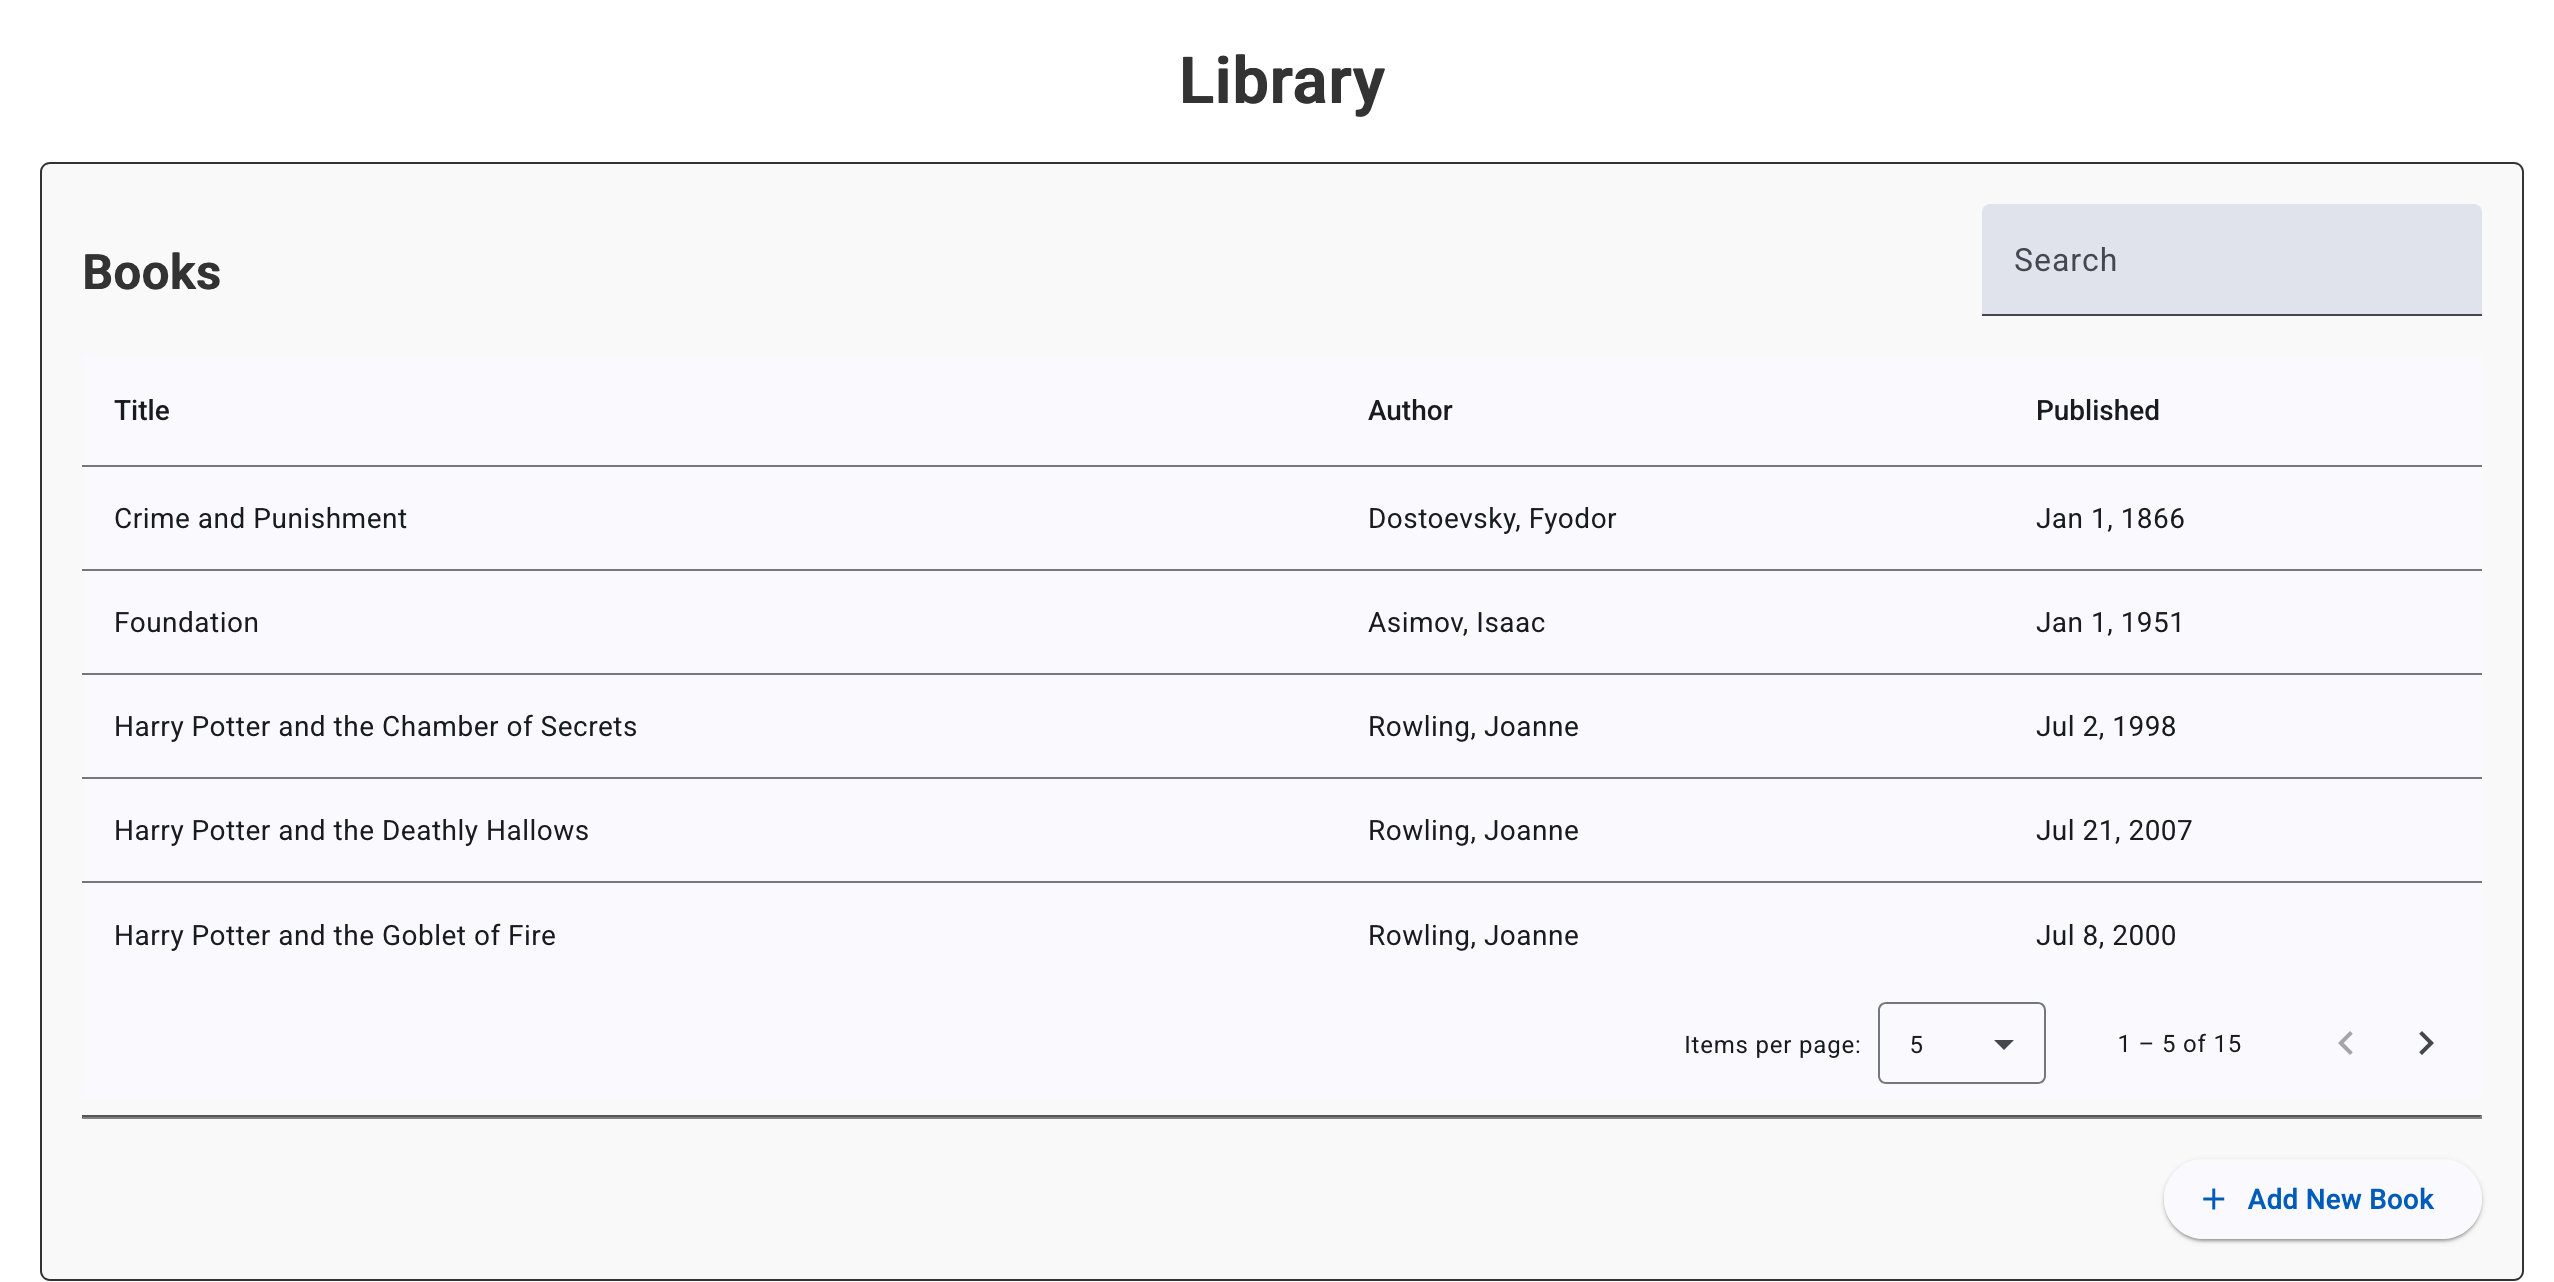 Library
Books
Search
Title Author Published
Crime and Punishment Dostoevsky, Fyodor Jan 1, 1866
Foundation Asimov, Isaac Jan 1, 1951
Harry Potter and the Chamber of Secrets Rowling, Joanne Jul 2, 1998
Harry Potter and the Deathly Hallows Rowling, Joanne Jul 21, 2007
Harry Potter and the Goblet of Fire Rowling, Joanne Jul 8, 2000
Items per page: 5 1 – 5 of 15
+ Add New Book